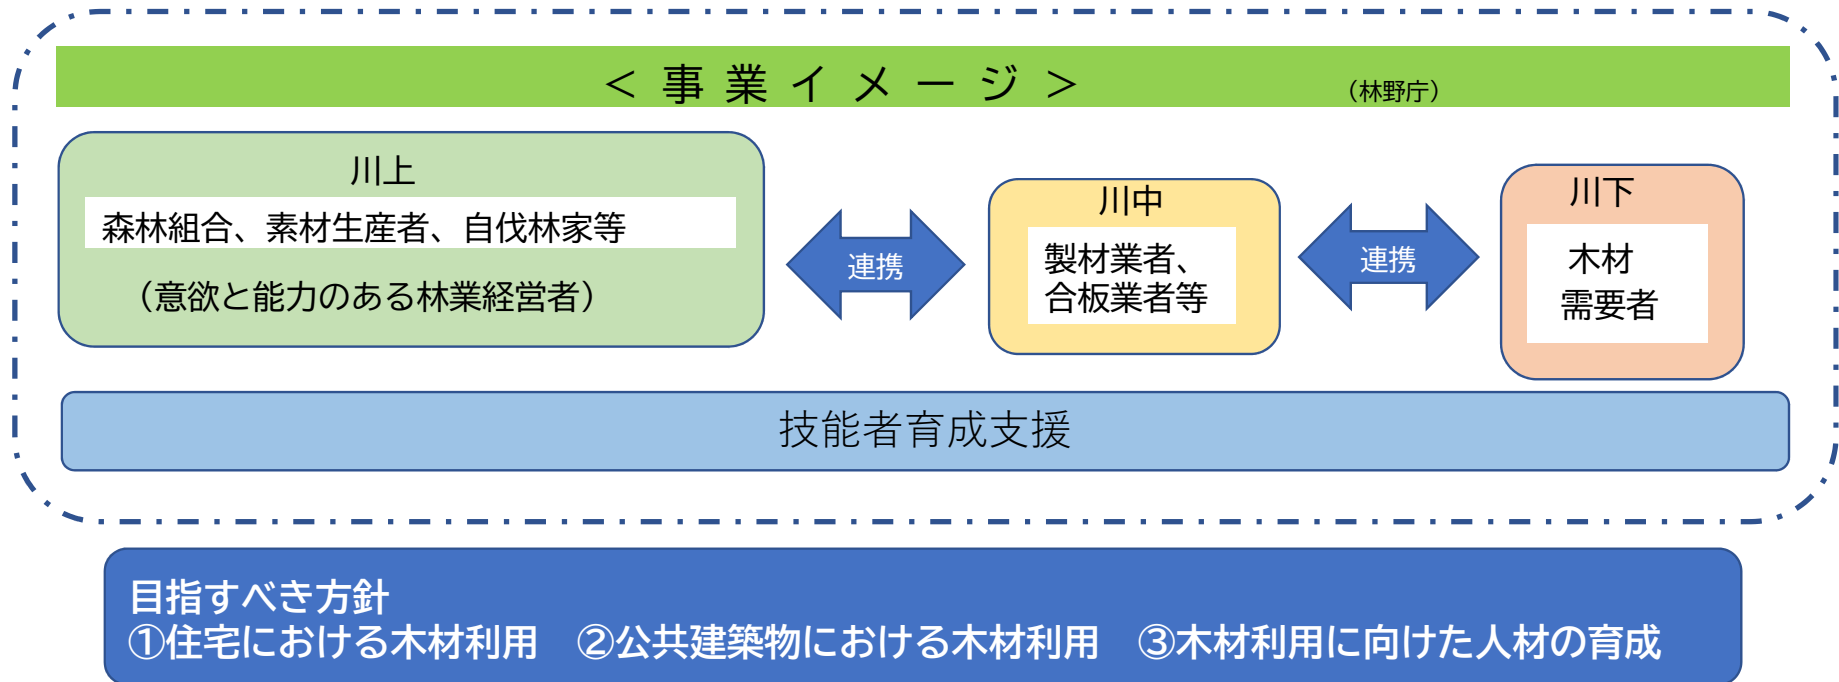 ＜事業イメージ＞
（林野庁）
川上
森林組合、素材生産者、自伐林家等
（意欲と能力のある林業経営者）
連携
川中
製材業者、
合板業者等
連携
川下
木材
需要者
技能者育成支援
目指すべき方針
①住宅における木材利用　②公共建築物における木材利用　③木材利用に向けた人材の育成